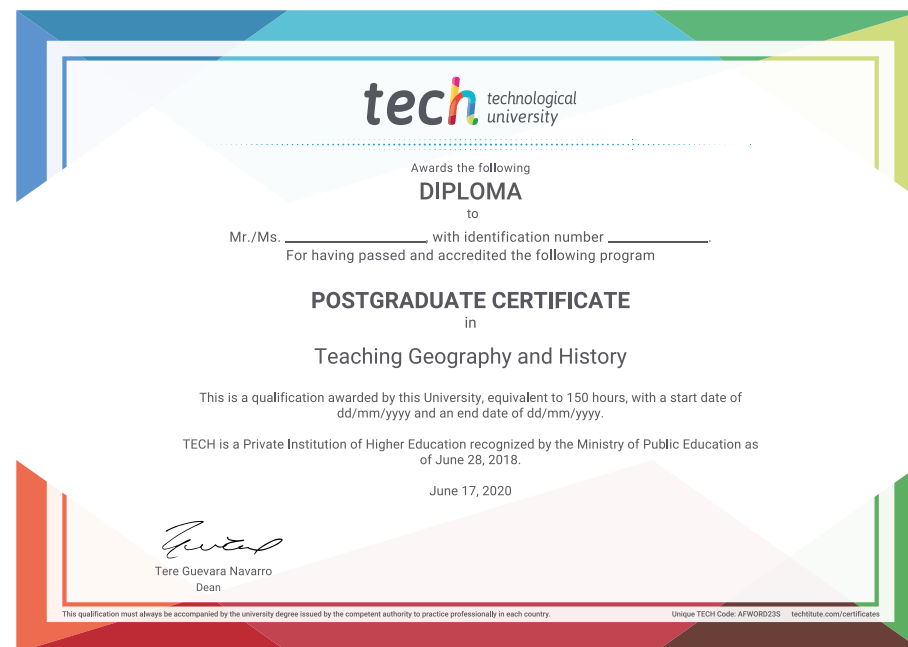 tech technological
university
Awards the following
DIPLOMA
to
Mr./Ms. ____________________, with identification number ______________.
For having passed and accredited the following program
POSTGRADUATE CERTIFICATE
in
Teaching Geography and History
This is a qualification awarded by this University, equivalent to 150 hours, with a start date of
dd/mm/yyyy and an end date of dd/mm/yyyy.
TECH is a Private Institution of Higher Education recognized by the Ministry of Public Education as
of June 28, 2018.
June 17, 2020
Tere Guevara Navarro
Dean
This qualification must always be accompanied by the university degree issued by the competent authority to practice professionally in each country. Unique TECH Code: AFWORD23S techtitute.com/certificates